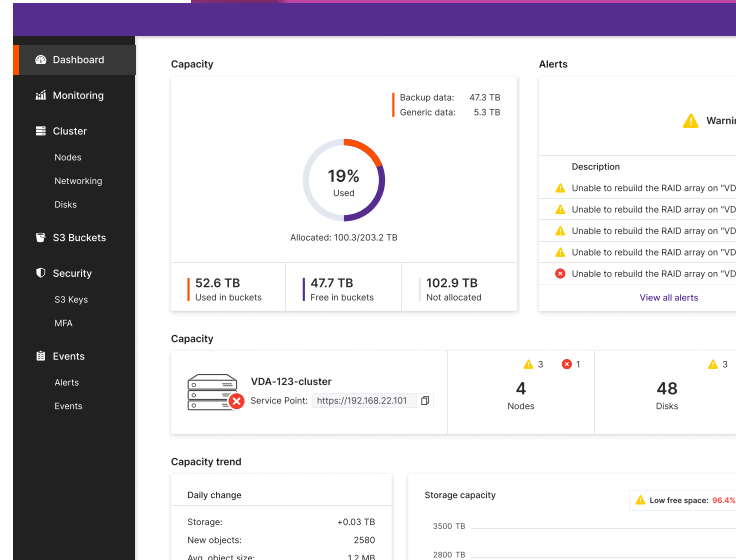 Dashboard
Monitoring
Cluster
Nodes
Networking
Disks
S3 Buckets
Security
S3 Keys
MFA
Events
Alerts
Events
Capacity
Backup data: 47.3 TB
Generic data: 5.3 TB
19%
Used
Allocated: 100.3/203.2 TB
52.6 TB
Used in buckets
47.7 TB
Free in buckets
102.9 TB
Not allocated
Alerts
Description
Unable to rebuild the RAID array on "VD
Unable to rebuild the RAID array on "VD
Unable to rebuild the RAID array on "VD
Unable to rebuild the RAID array on "VD
Unable to rebuild the RAID array on "VD
View all alerts
Capacity
VDA-123-cluster
Service Point: https://192.168.22.101
3 1
4
Nodes
3
48
Disks
Capacity trend
Daily change
Storage: +0.03 TB
New objects: 2580
Avg. object size: 1.2 MB
Storage capacity
Low free space: 96.4%
3500 TB
2800 TB